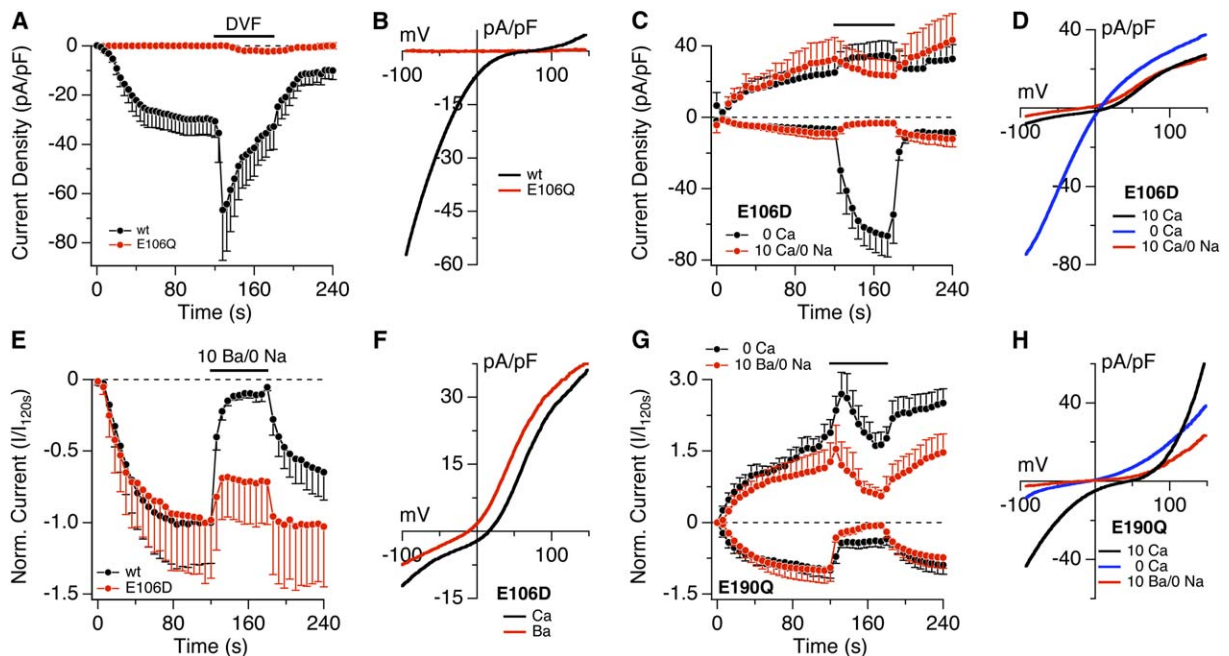 A
DVF
Current Density (pA/pF)
0
-20
-40
-60
-80
wt
E106Q
0 80 160 240
Time (s)
B
mV pA/pF
-100 100
-15
-30
-45
-60
wt
E106Q
C
Current Density (pA/pF)
40
0
-40
-80
E106D
0 Ca
10 Ca/0 Na
0 80 160 240
Time (s)
D
pA/pF
40
mV
-100 100
-40
-80
E106D
10 Ca
0 Ca
10 Ca/0 Na
E
10 Ba/0 Na
Norm. Current (I/I120s)
0
-0.5
-1.0
-1.5
wt
E106D
0 80 160 240
Time (s)
F
pA/pF
30
15
mV
-100 100
-15
E106D
Ca
Ba
G
0 Ca
10 Ba/0 Na
Norm. Current (I/I120s)
3.0
1.5
0
-1.5
E190Q
0 80 160 240
Time (s)
H
pA/pF
40
mV
-100 100
-40
E190Q
10 Ca
0 Ca
10 Ba/0 Na